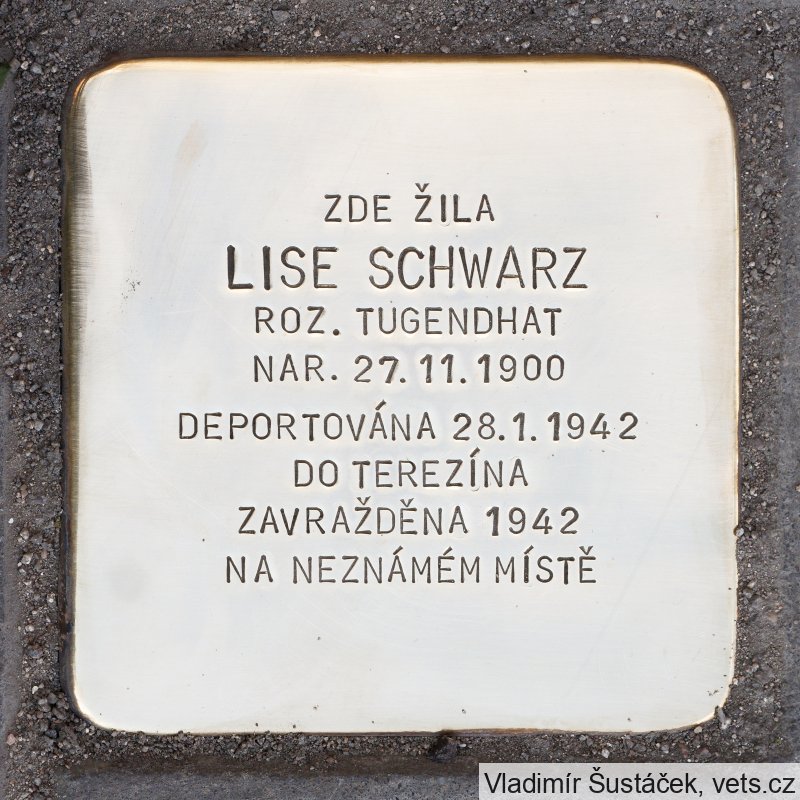 ZDE ŽILA
LISE SCHWARZ
ROZ. TUGENDHAT
NAR. 27.11.1900
DEPORTOVÁNA 28.1.1942
DO TEREZÍNA
ZAVRAŽDĚNA 1942
NA NEZNÁMÉM MÍSTĚ
Vladimír Šustáček, vets.cz